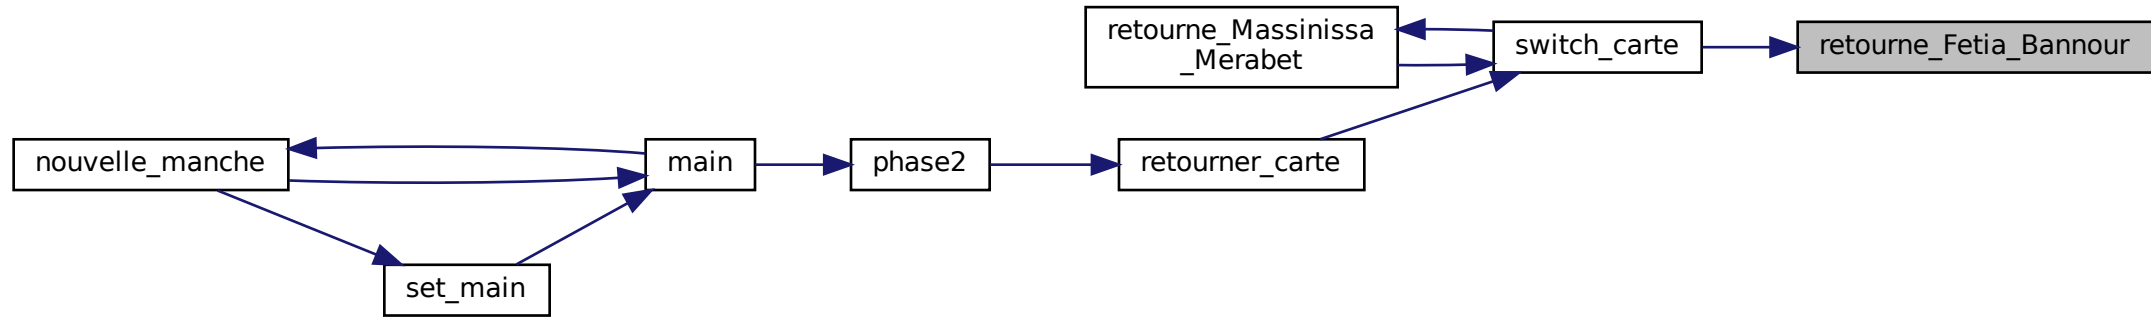 retourne_Massinissa
_Merabet
switch_carte
retourne_Fetia_Bannour
nouvelle_manche
main
phase2
retourner_carte
set_main